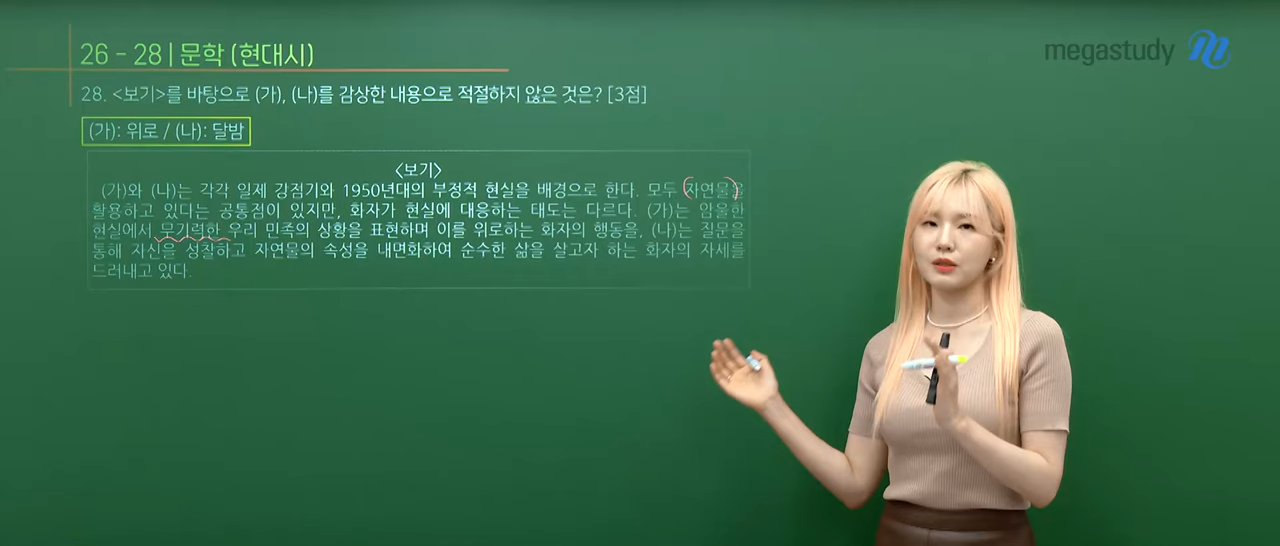 26 - 28 | 문학 (현대시)
megastudy
28. <보기>를 바탕으로 (가), (나)를 감상한 내용으로 적절하지 않은 것은? [3점]
(가): 위로 / (나): 달밤
<보기>
(가)와 (나)는 각각 일제 강점기와 1950년대의 부정적 현실을 배경으로 한다. 모두 자연물을
활용하고 있다는 공통점이 있지만, 화자가 현실에 대응하는 태도는 다르다. (가)는 암울한
현실에서 무기력한 우리 민족의 상황을 표현하며 이를 위로하는 화자의 행동을, (나)는 질문을
통해 자신을 성찰하고 자연물의 속성을 내면화하여 순수한 삶을 살고자 하는 화자의 자세를
드러내고 있다.